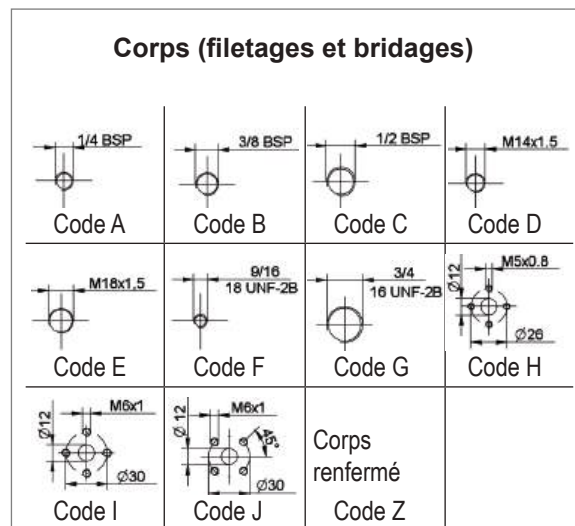 Corps (filetages et bridages)
1/4 BSP
Code A
3/8 BSP
Code B
1/2 BSP
Code C
M14x1.5
Code D
M18x1.5
Code E
9/16
18 UNF-2B
Code F
3/4
16 UNF-2B
Code G
M5x0.8
Ø12
Ø26
Code H
M6x1
Ø12
Ø30
Code I
M6x1
Ø12
45°
Ø30
Code J
Corps
renfermé
Code Z